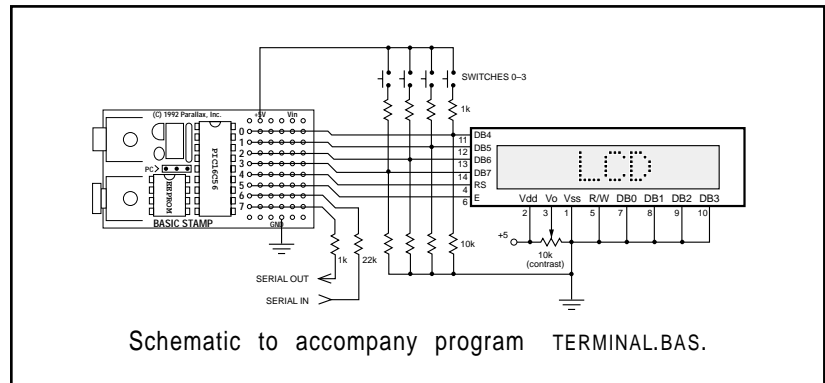 SWITCHES 0–3
(C) 1992 Parallax, Inc.
+5V
Vin
1k
0
1
2
3
4
5
6
7
PIC16C56
PC>
EEPROM
BASIC STAMP
GND
DB4
11
DB5
12
DB6
13
DB7
14
RS
4
E
6
LCD
Vdd Vo Vss R/W DB0 DB1 DB2 DB3
2 3 1 5 7 8 9 10
+5
10k
(contrast)
10k
1k
22k
SERIAL OUT
SERIAL IN
Schematic to accompany program TERMINAL.BAS.